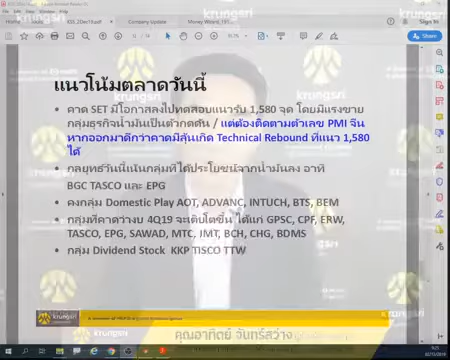 krungsri
KSS_2Dec19.pdf
Company Update
Sign In
แนวโน้มตลาดวันนี้
• คาด SET มีโอกาสลงไปทดสอบแนวรับ 1,580 จุด โดยมีแรงขาย
กลุ่มธุรกิจน้ำมันเป็นตัวกดดัน / แต่ต้องติดตามตัวเลข PMI จีน
หากออกมาดีกว่าคาดมีลุ้นเกิด Technical Rebound ที่แนว 1,580
ได้
• กลยุทธ์วันนี้เน้นกลุ่มที่ได้ประโยชน์จากน้ำมันลง อาทิ
BGC TASCO และ EPG
• คงกลุ่ม Domestic Play AOT, ADVANC, INTUCH, BTS, BEM
• กลุ่มที่คาดว่างบ 4Q19 จะเติบโตขึ้น ได้แก่ GPSC, CPF, ERW,
TASCO, EPG, SAWAD, MTC, JMT, BCH, CHG, BDMS
• กลุ่ม Dividend Stock KKP TISCO TTW
คุณอาทิตย์ จันทร์สว่าง